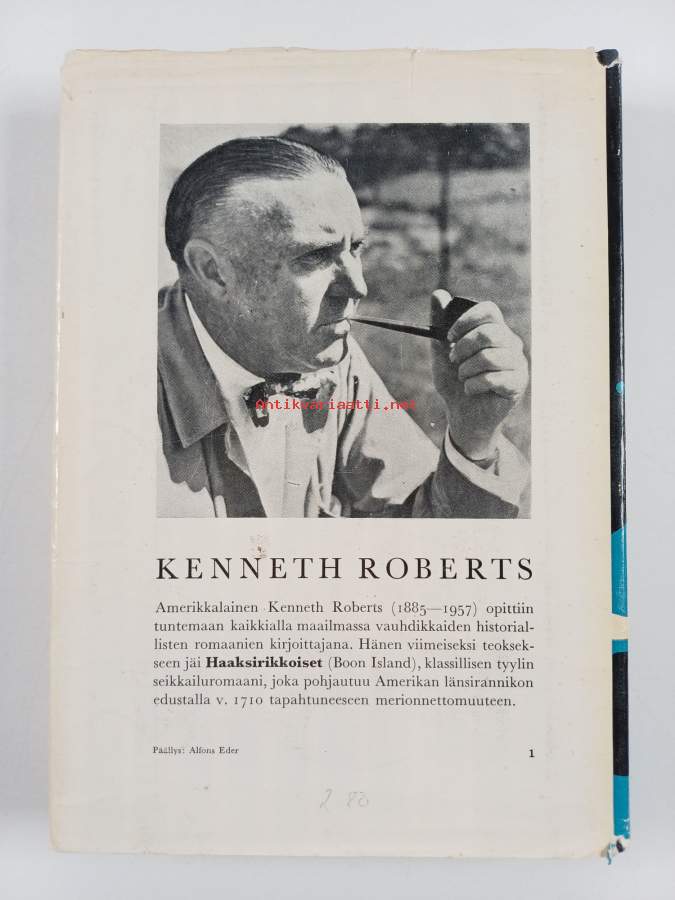 Antikvariaatti.net
KENNETH ROBERTS
Amerikkalainen Kenneth Roberts (1885—1957) opittiin
tuntemaan kaikkialla maailmassa vauhdikkaiden historial-
listen romaanien kirjoittajana. Hänen viimeiseksi teoksek-
seen jäi Haaksirikkoiset (Boon Island), klassillisen tyylin
seikkailuromaani, joka pohjautuu Amerikan länsirannikon
edustalla v. 1710 tapahtuneeseen merionnettomuuteen.
Päällys: Alfons Eder
1